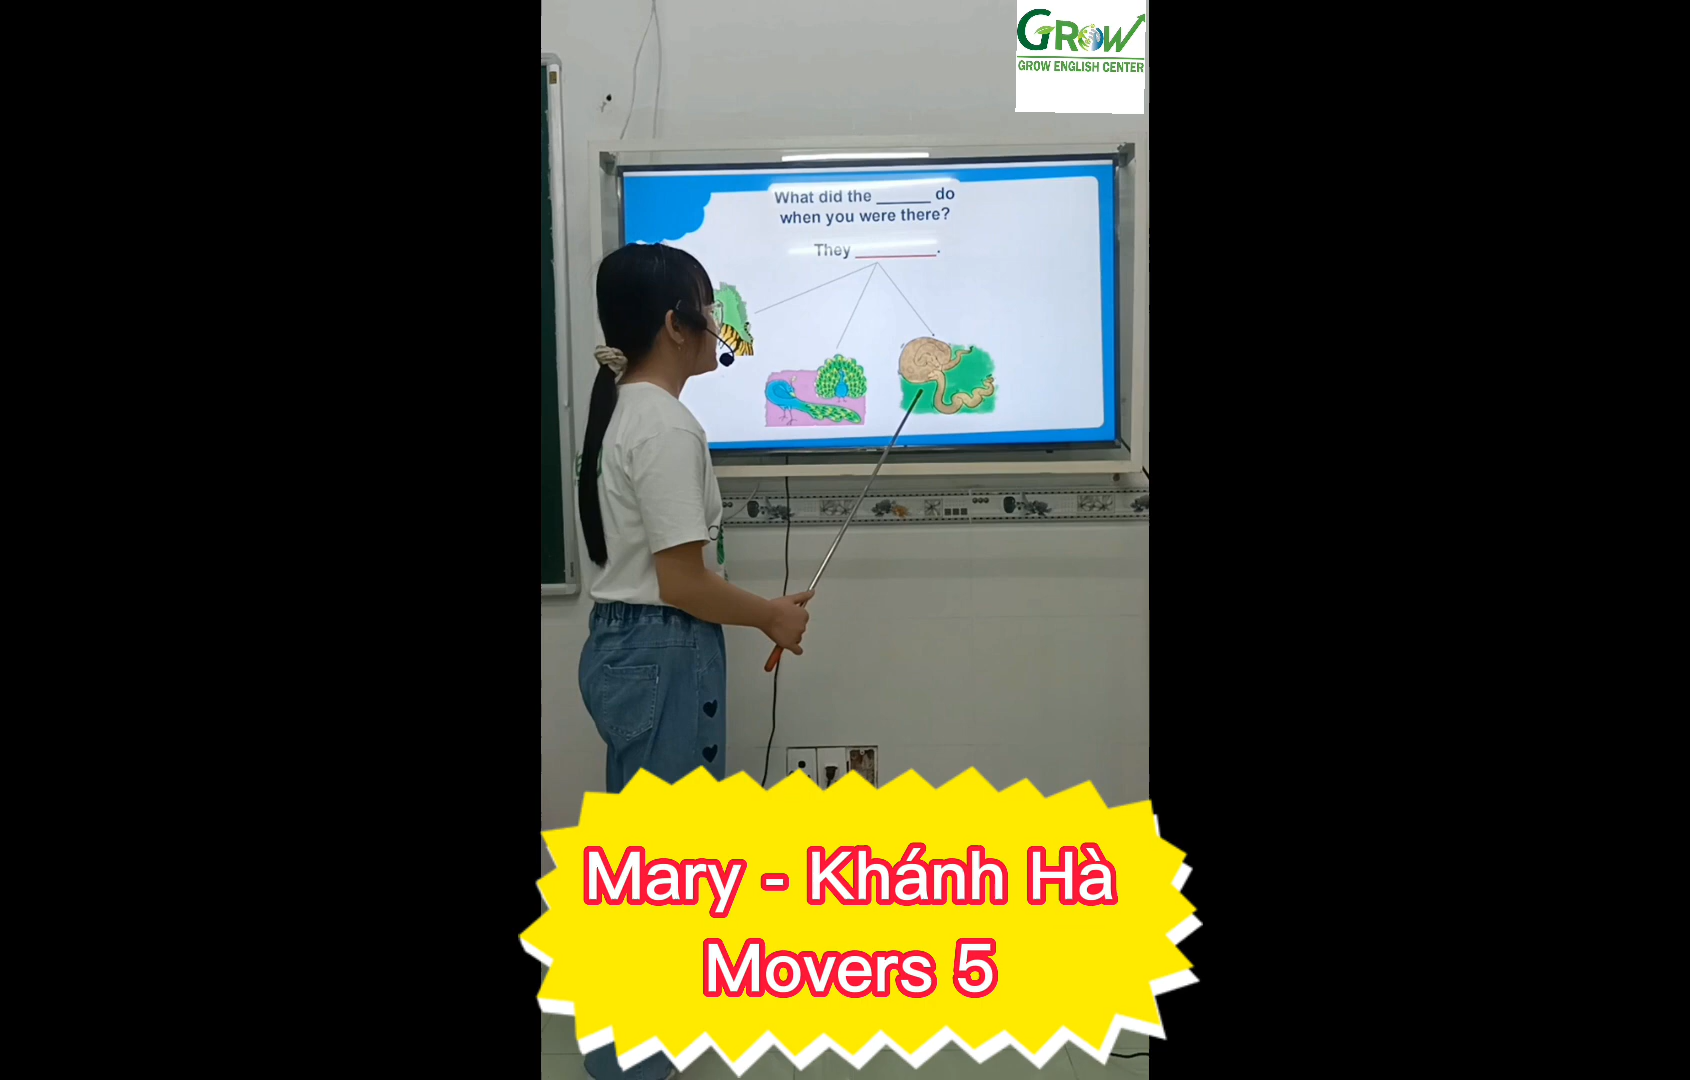 GROW
GROW ENGLISH CENTER
What did the ______ do
when you were there?
They _________.
Mary - Khánh Hà
Movers 5